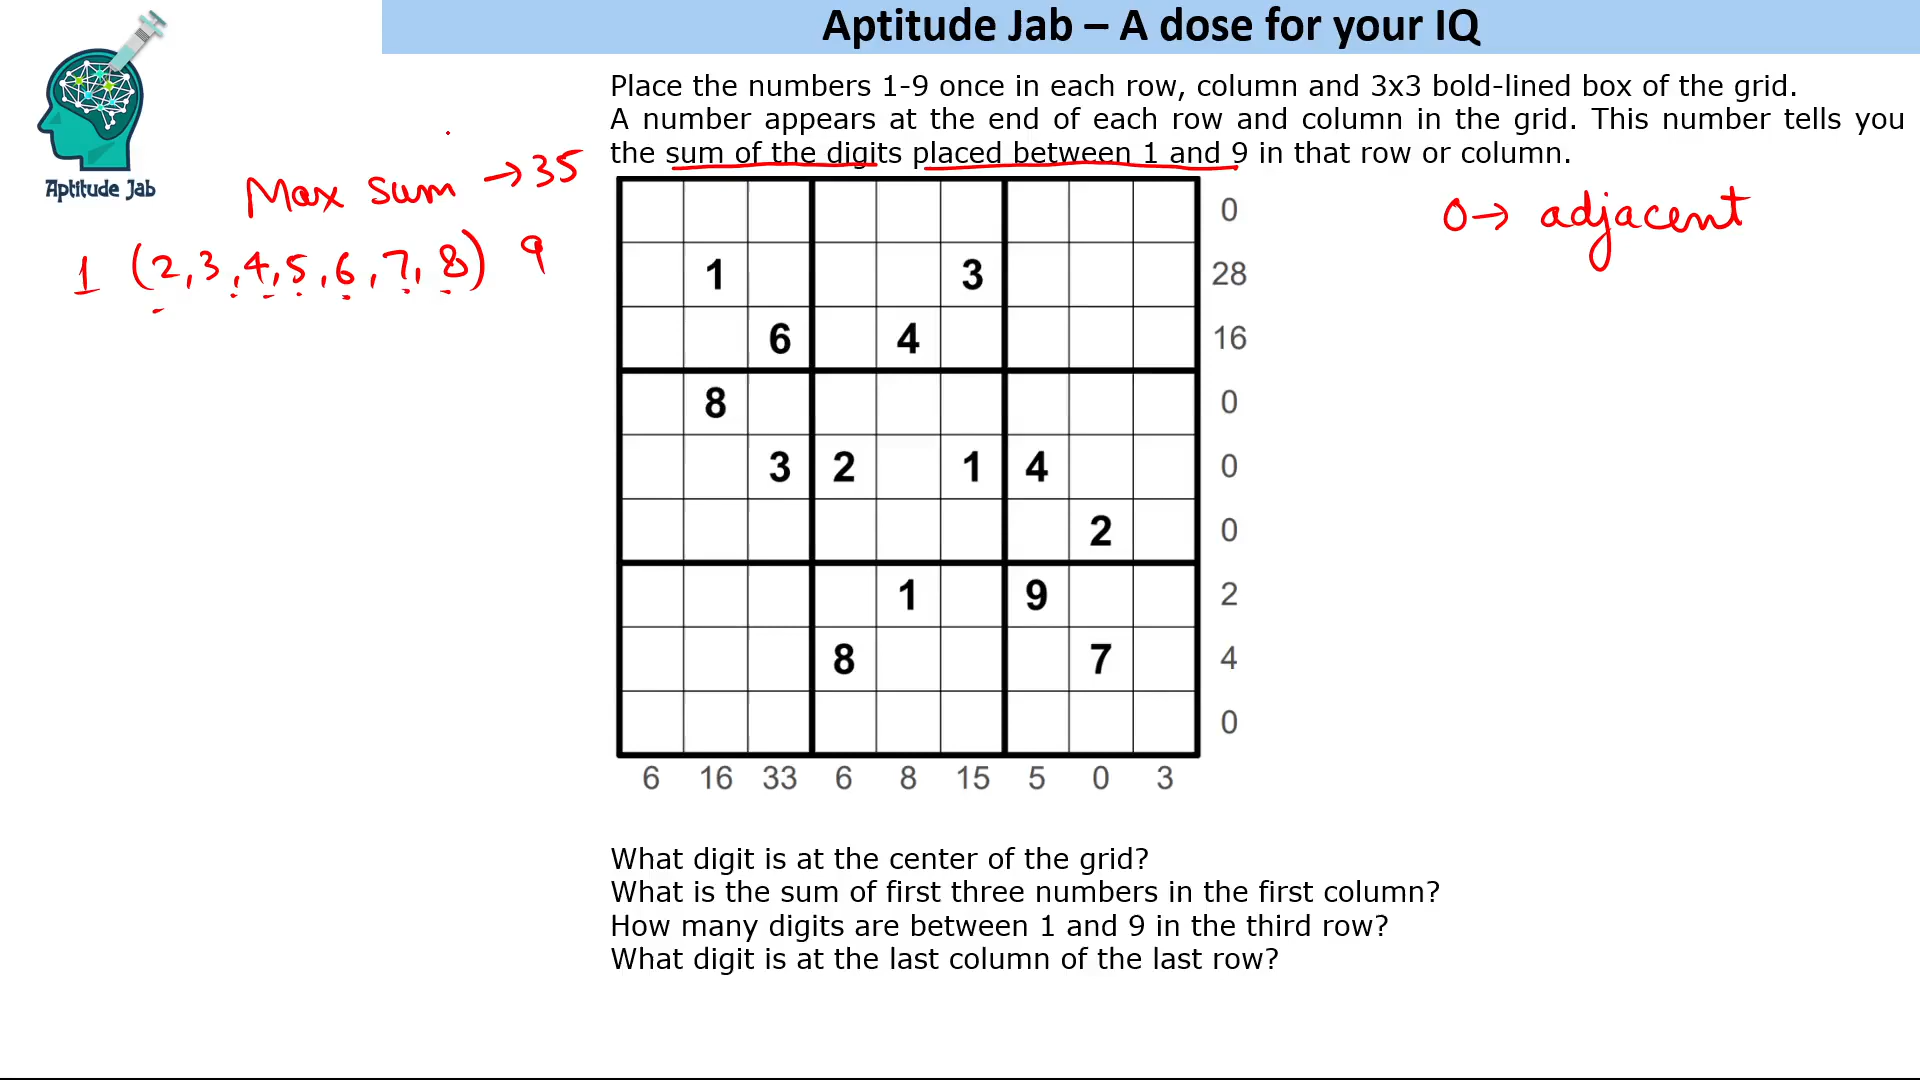 Aptitude Jab – A dose for your IQ
Aptitude Jab
Place the numbers 1-9 once in each row, column and 3x3 bold-lined box of the grid.
A number appears at the end of each row and column in the grid. This number tells you
the sum of the digits placed between 1 and 9 in that row or column.
Max sum → 35
1 (2,3,4,5,6,7,8) 9
0→ adjacent
0
1 3 28
6 4 16
8 0
3 2 1 4 0
2 0
1 9 2
8 7 4
0
6 16 33 6 8 15 5 0 3
What digit is at the center of the grid?
What is the sum of first three numbers in the first column?
How many digits are between 1 and 9 in the third row?
What digit is at the last column of the last row?